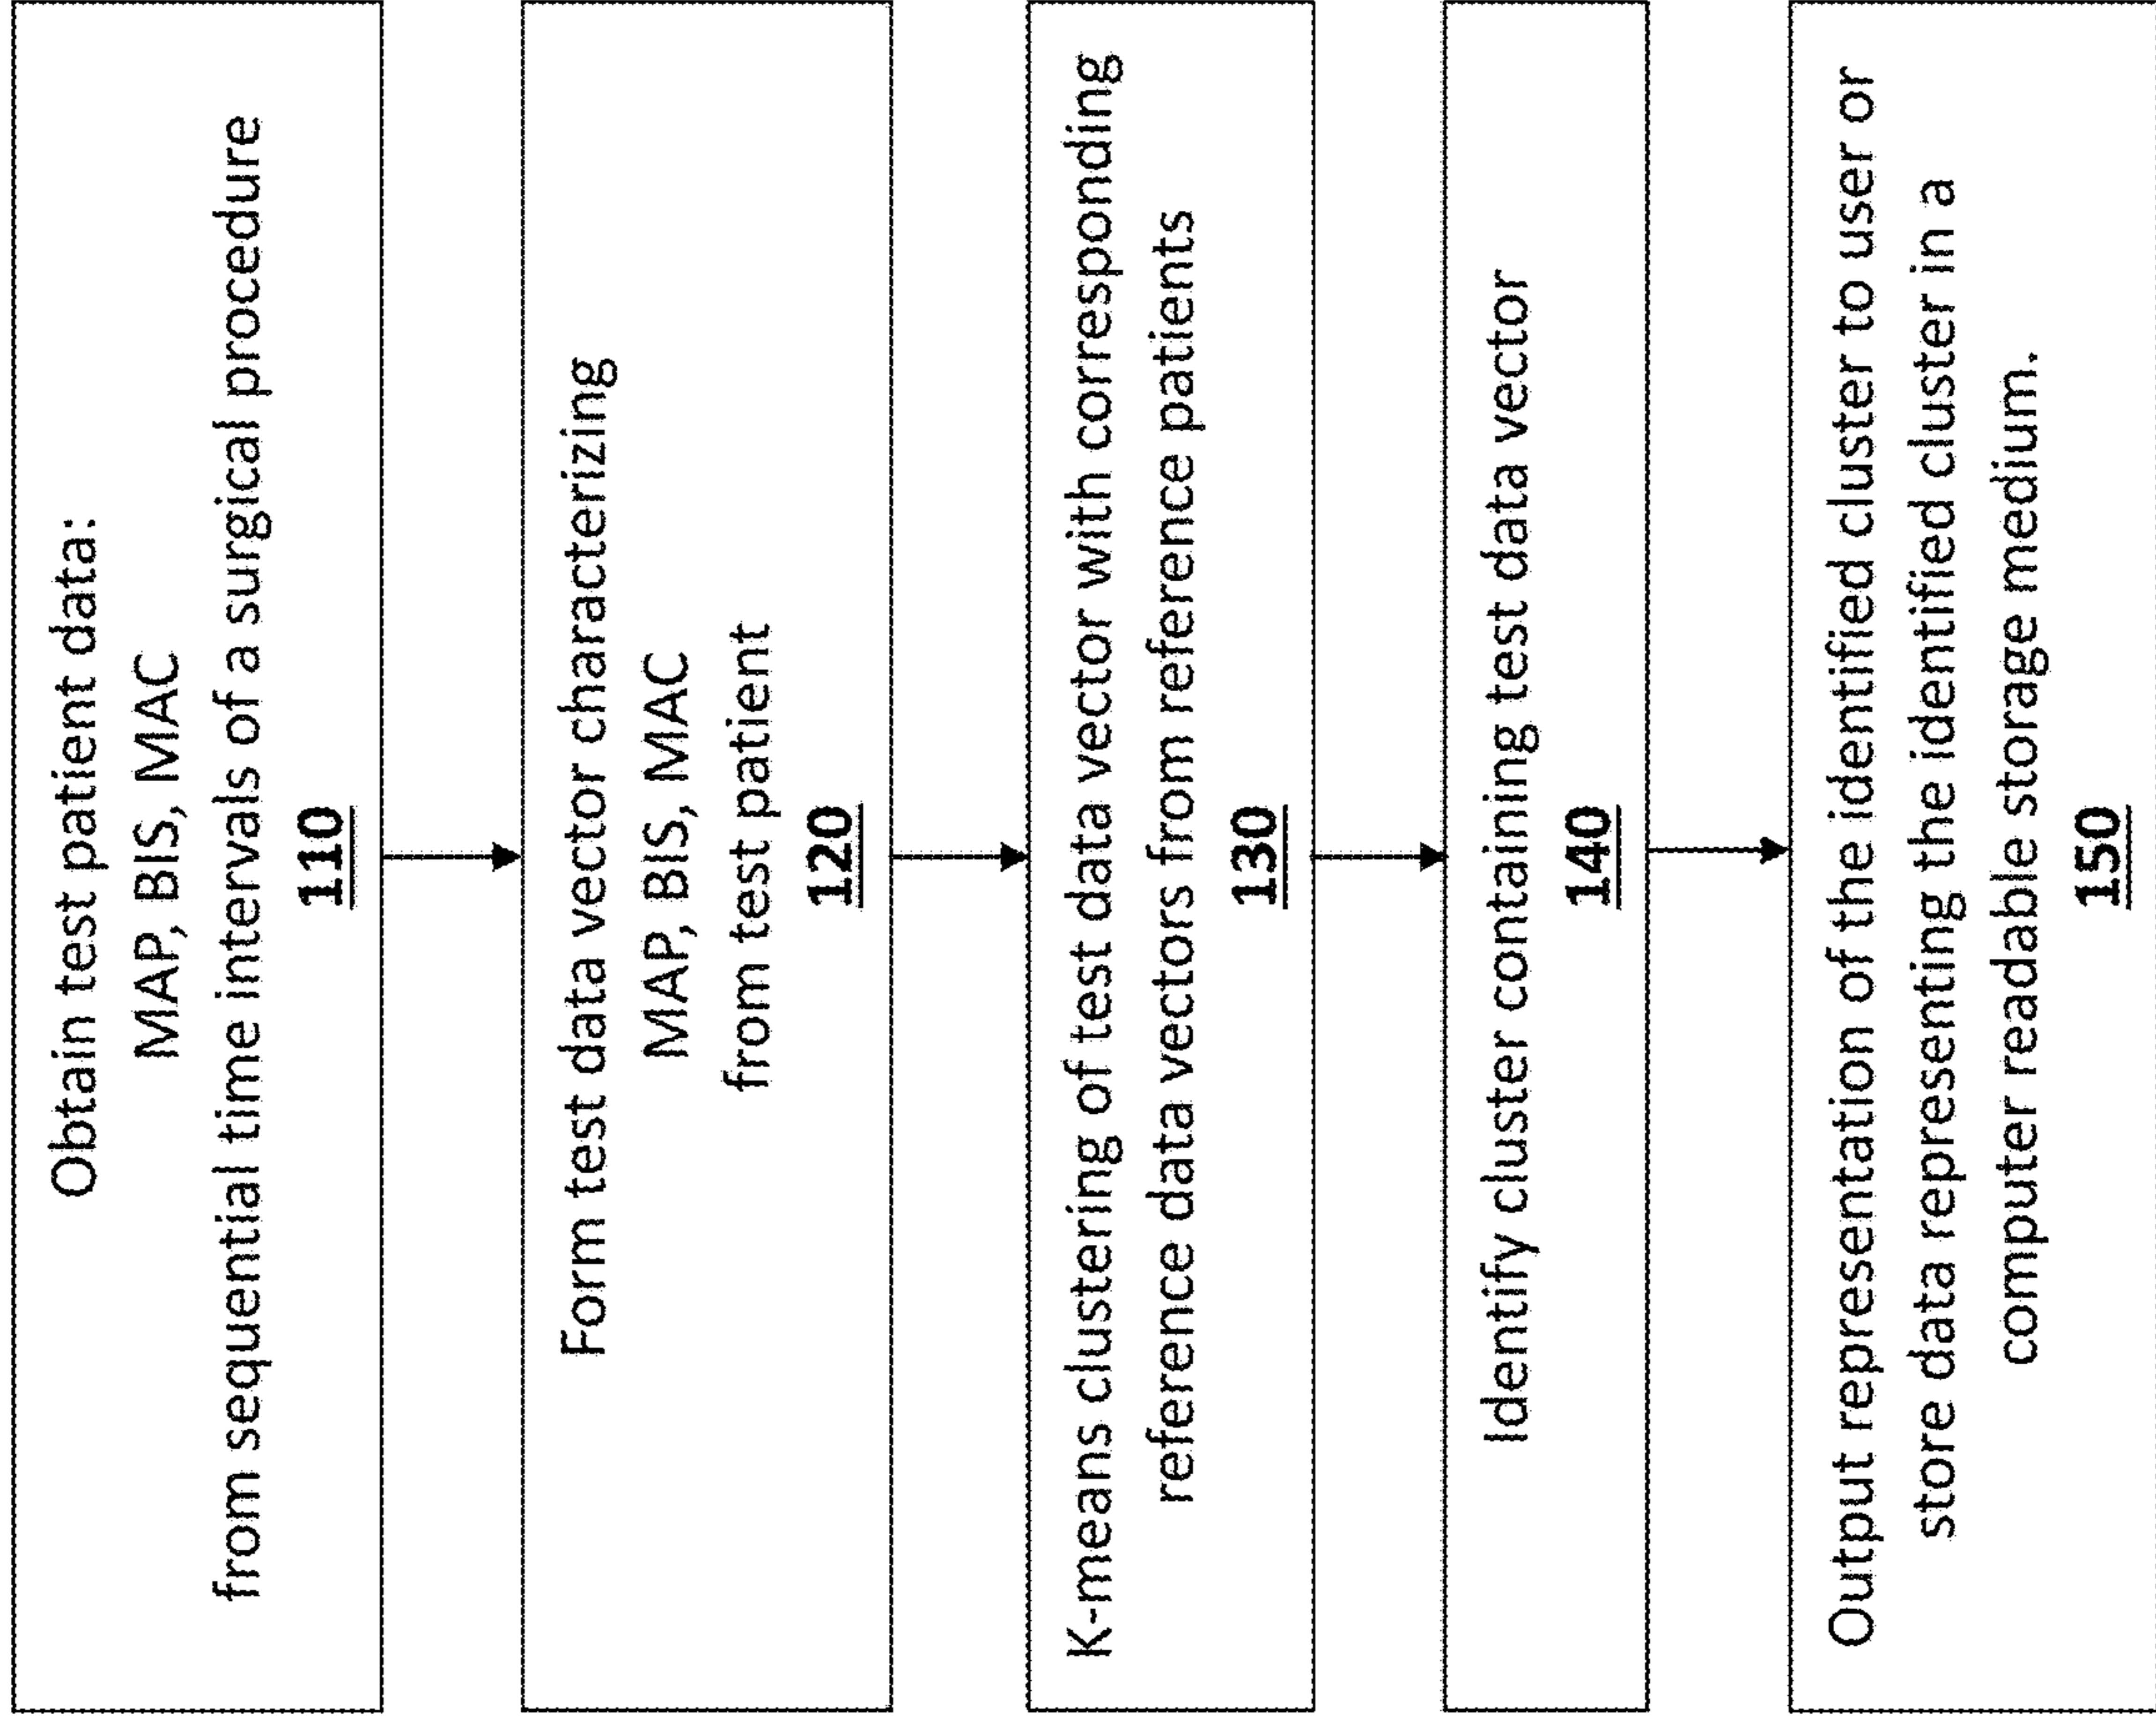 Obtain test patient data:
MAP, BIS, MAC
from sequential time intervals of a surgical procedure
110
Form test data vector characterizing
MAP, BIS, MAC
from test patient
120
K-means clustering of test data vector with corresponding
reference data vectors from reference patients
130
Identify cluster containing test data vector
140
Output representation of the identified cluster to user or
store data representing the identified cluster in a
computer readable storage medium.
150